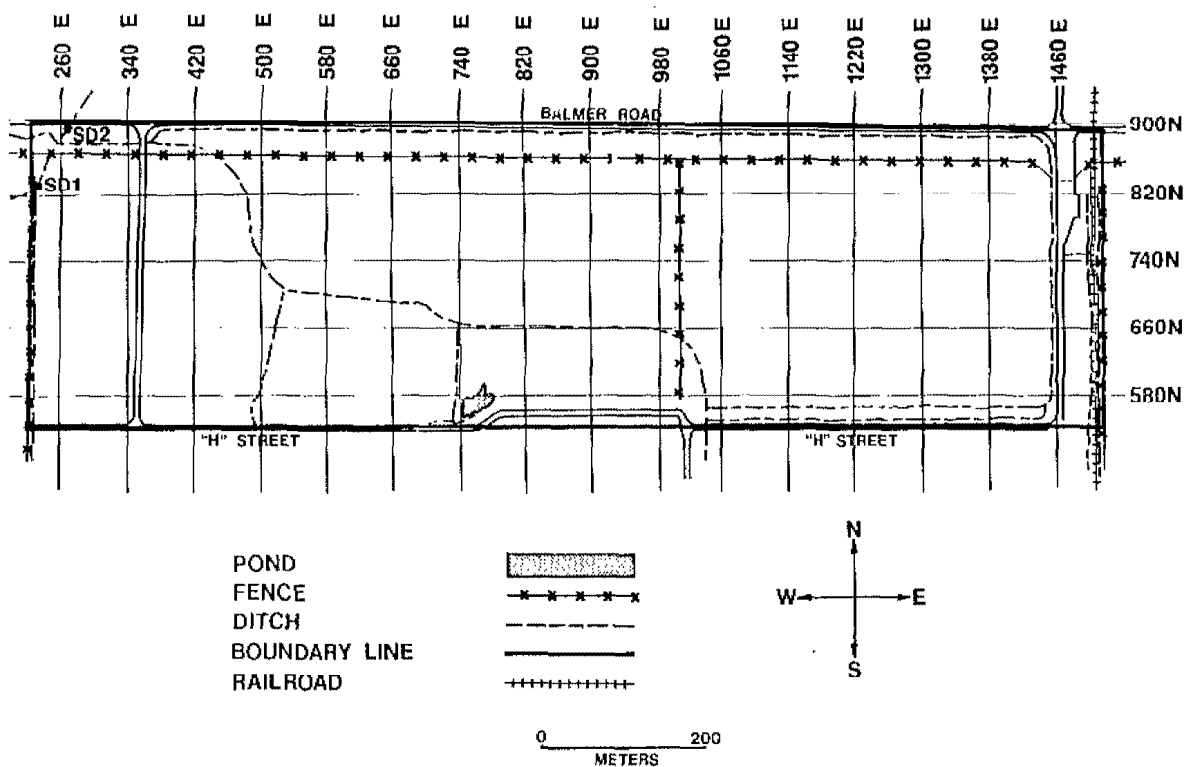 260 E
340 E
420 E
500 E
580 E
660 E
740 E
820 E
900 E
980 E
1060 E
1140 E
1220 E
1300 E
1380 E
1460 E
BALMER ROAD
900N
SD2
SD1
820N
740N
660N
580N
"H" STREET
"H" STREET
POND
FENCE
DITCH
BOUNDARY LINE
RAILROAD
N
W E
S
0 200
METERS